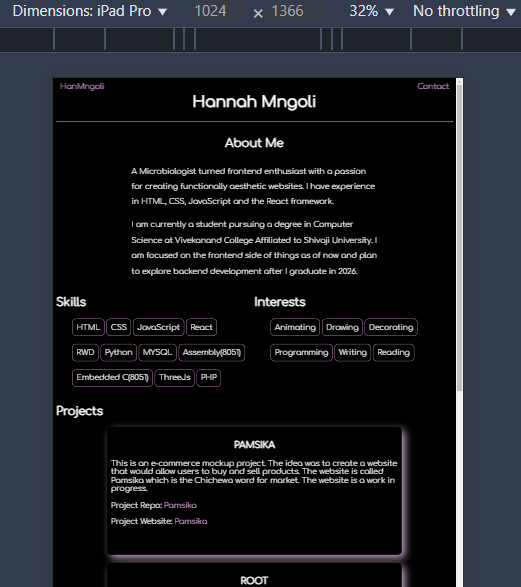 Dimensions: iPad Pro ▼ 1024 × 1366 32% ▼ No throttling ▼
HanMngoli Contact
Hannah Mngoli
About Me
A Microbiologist turned frontend enthusiast with a passion
for creating functionally aesthetic websites. I have experience
in HTML, CSS, JavaScript and the React framework.
I am currently a student pursuing a degree in Computer
Science at Vivekanand College Affiliated to Shivaji University. I
am focused on the frontend side of things as of now and plan
to explore backend development after I graduate in 2026.
Skills Interests
HTML CSS JavaScript React Animating Drawing Decorating
RWD Python MYSQL Assembly(8051) Programming Writing Reading
Embedded C(8051) ThreeJs PHP
Projects
PAMSIKA
This is an e-commerce mockup project. The idea was to create a website
that would allow users to buy and sell products. The website is called
Pamsika which is the Chichewa word for market. The website is a work in
progress.
Project Repo: Pamsika
Project Website: Pamsika
ROOT